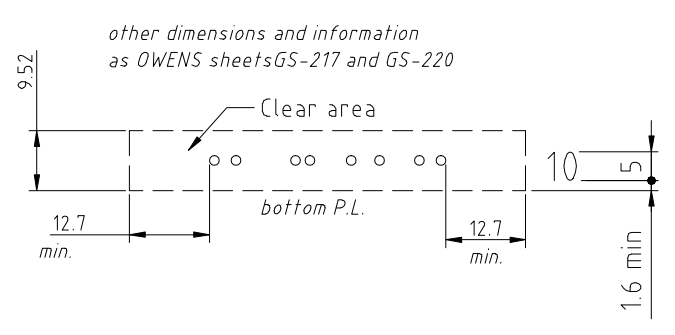 other dimensions and information
as OWENS sheetsGS-217 and GS-220
9.52
Clear area
10
5
bottom P.L.
12.7
min.
12.7
min.
1.6 min